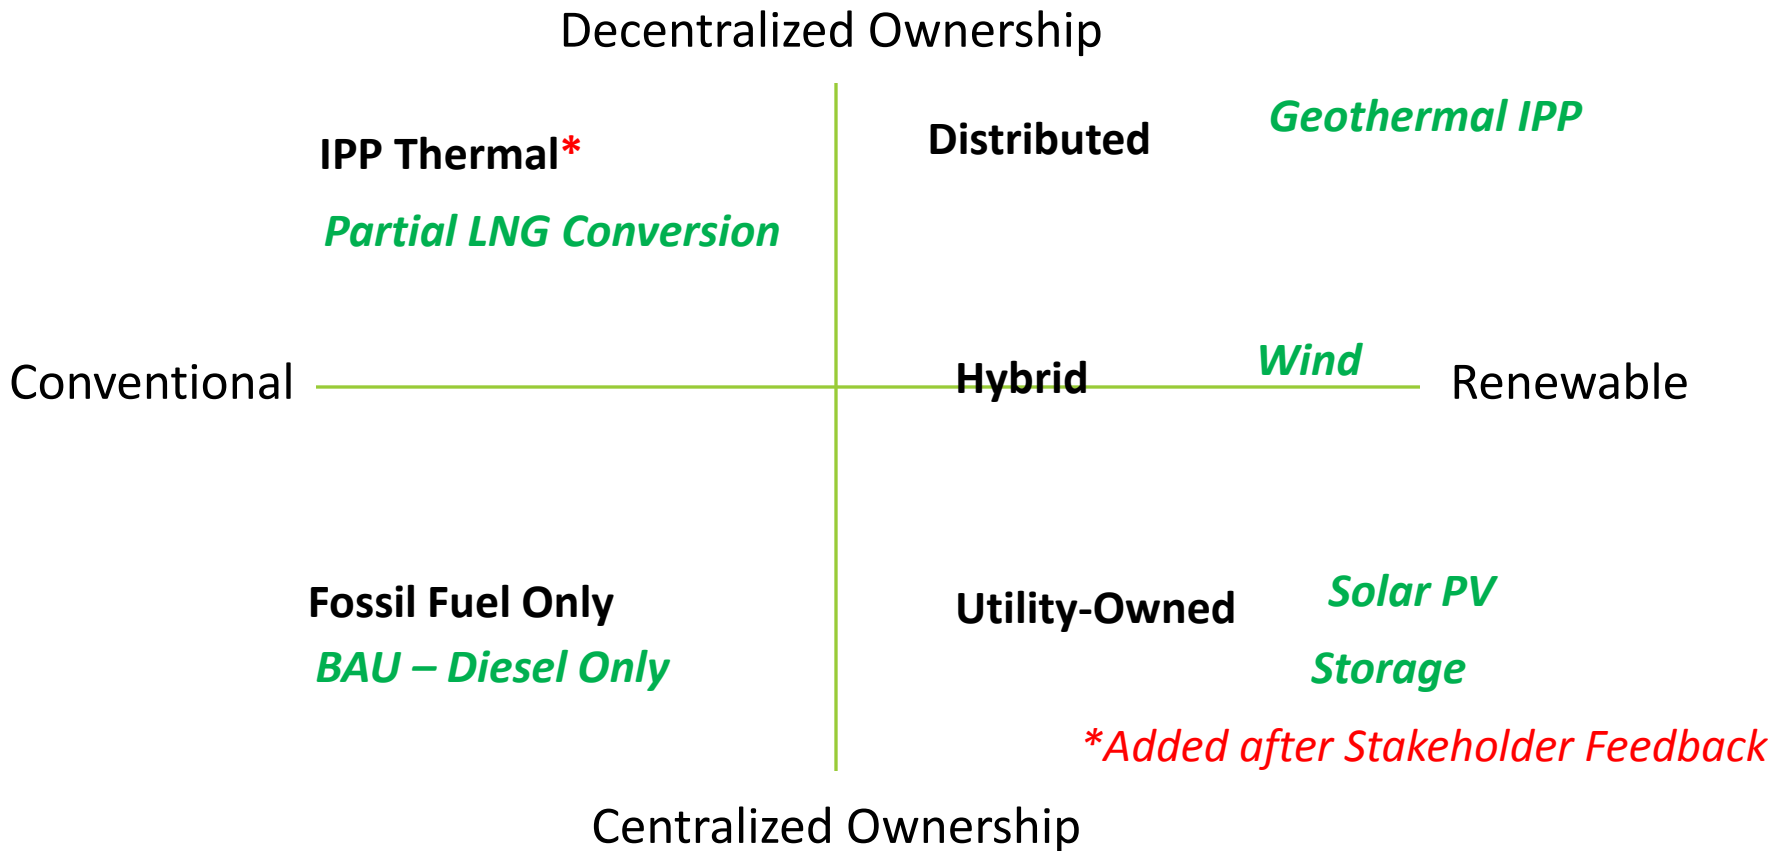 Decentralized Ownership
IPP Thermal*
Partial LNG Conversion
Distributed
Geothermal IPP
Conventional
Hybrid
Wind
Renewable
Fossil Fuel Only
BAU – Diesel Only
Utility-Owned
Solar PV
Storage
*Added after Stakeholder Feedback
Centralized Ownership